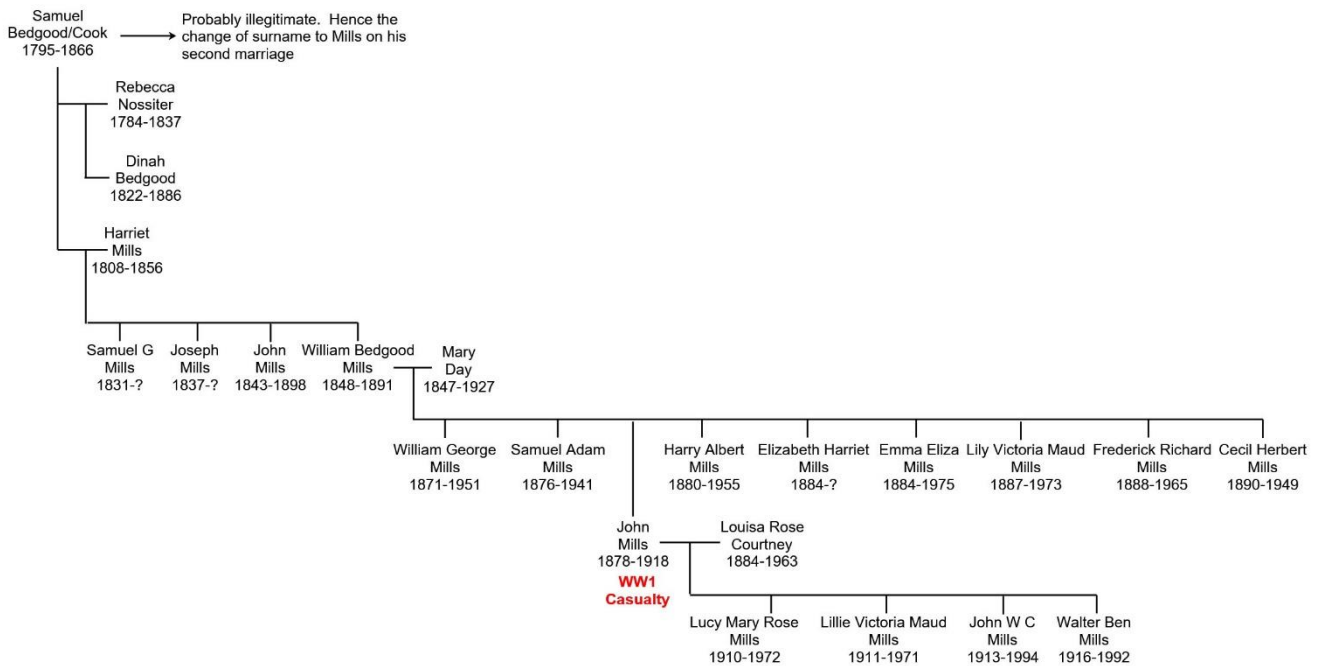 Samuel
Bedgood/Cook
1795-1866
Probably illegitimate. Hence the
change of surname to Mills on his
second marriage
Rebecca
Nossiter
1784-1837
Dinah
Bedgood
1822-1886
Harriet
Mills
1808-1856
Samuel G
Mills
1831-?
Joseph
Mills
1837-?
John
Mills
1843-1898
William Bedgood
Mills
1848-1891
Mary
Day
1847-1927
William George
Mills
1871-1951
Samuel Adam
Mills
1876-1941
Harry Albert
Mills
1880-1955
Elizabeth Harriet
Mills
1884-?
Emma Eliza
Mills
1884-1975
Lily Victoria Maud
Mills
1887-1973
Frederick Richard
Mills
1888-1965
Cecil Herbert
Mills
1890-1949
John
Mills
1878-1918
WW1
Casualty
Louisa Rose
Courtney
1884-1963
Lucy Mary Rose
Mills
1910-1972
Lillie Victoria Maud
Mills
1911-1971
John W C
Mills
1913-1994
Walter Ben
Mills
1916-1992